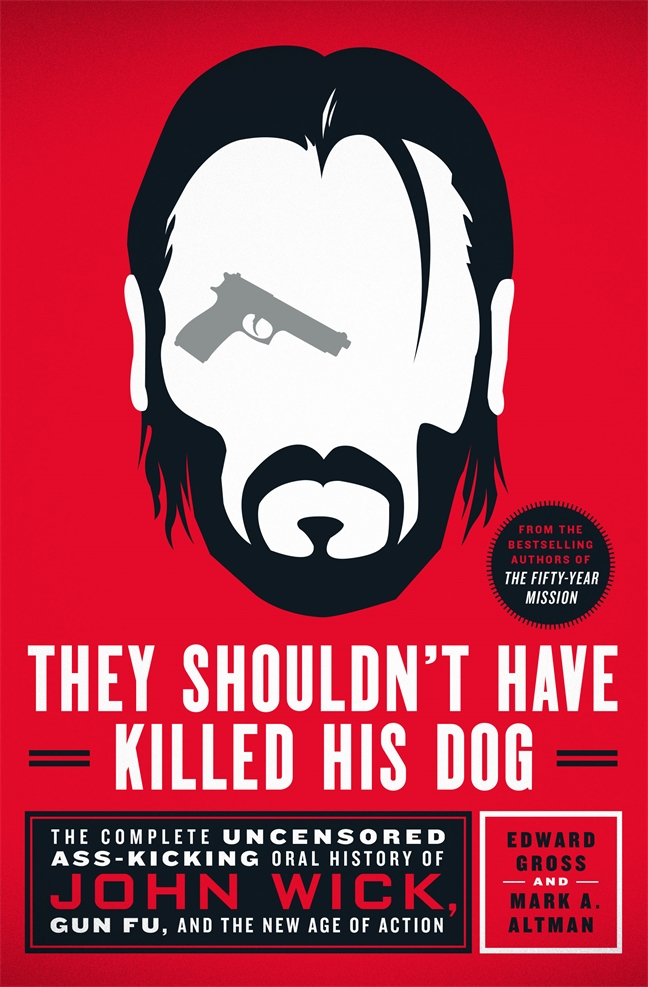 FROM THE
BESTSELLING
AUTHORS OF
THE FIFTY-YEAR
MISSION
THEY SHOULDN'T HAVE
KILLED HIS DOG
THE COMPLETE UNCENSORED
ASS-KICKING ORAL HISTORY OF
JOHN WICK,
GUN FU, AND THE NEW AGE OF ACTION
EDWARD
GROSS
AND
MARK A.
ALTMAN